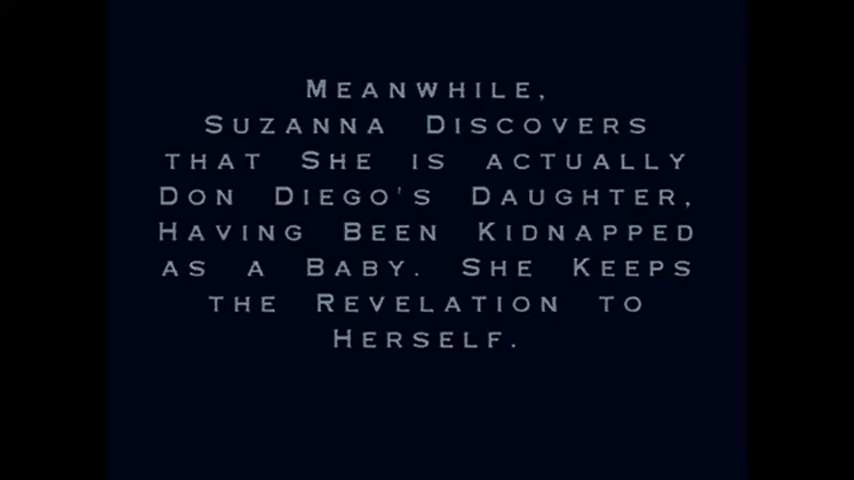 MEANWHILE,
SUZANNA DISCOVERS
THAT SHE IS ACTUALLY
DON DIEGO'S DAUGHTER,
HAVING BEEN KIDNAPPED
AS A BABY. SHE KEEPS
THE REVELATION TO
HERSELF.